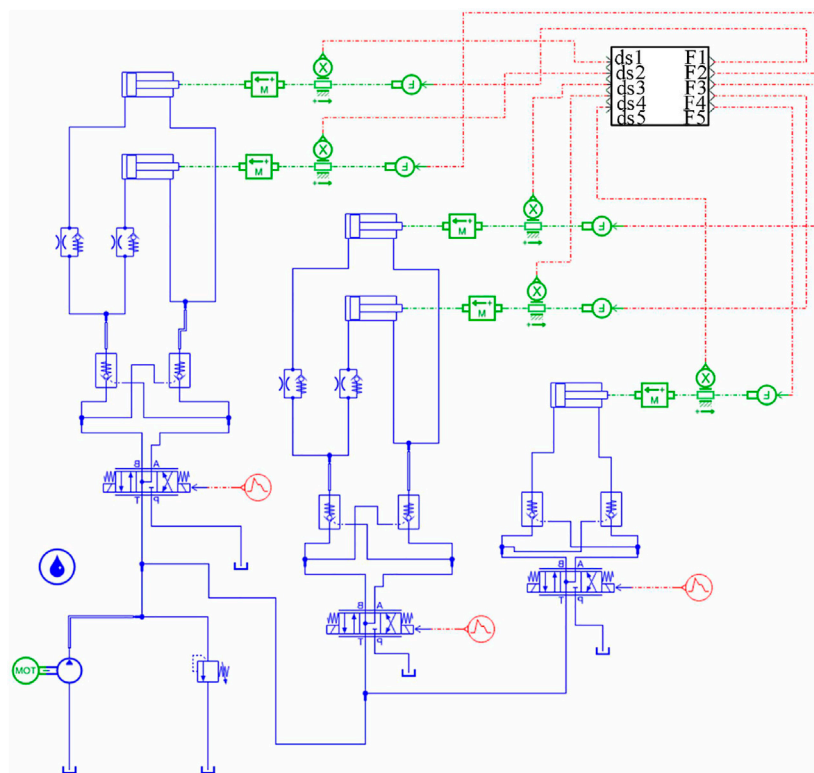 ds1 F1
ds2 F2
ds3 F3
ds4 F4
ds5 F5
X
M F
X
M F
X
M F
X
M F
X
M F
B A
T P
B A
T P
B A
T P
MOT